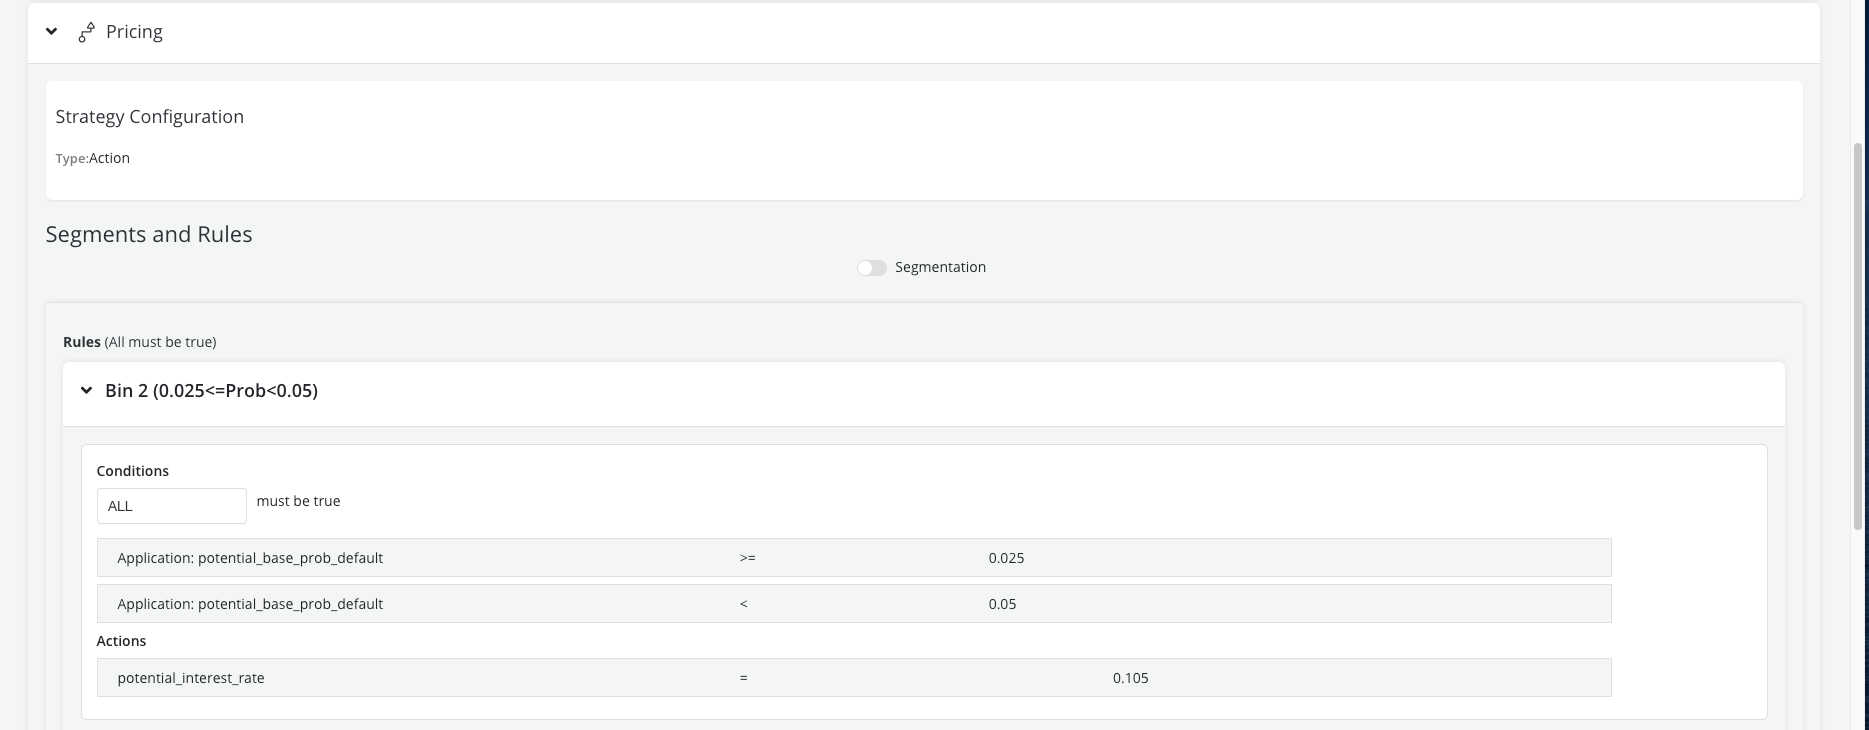 Pricing
Strategy Configuration
Type:Action
Segments and Rules
Segmentation
Rules (All must be true)
Bin 2 (0.025<=Prob<0.05)
Conditions
ALL must be true
Application: potential_base_prob_default >= 0.025
Application: potential_base_prob_default < 0.05
Actions
potential_interest_rate = 0.105